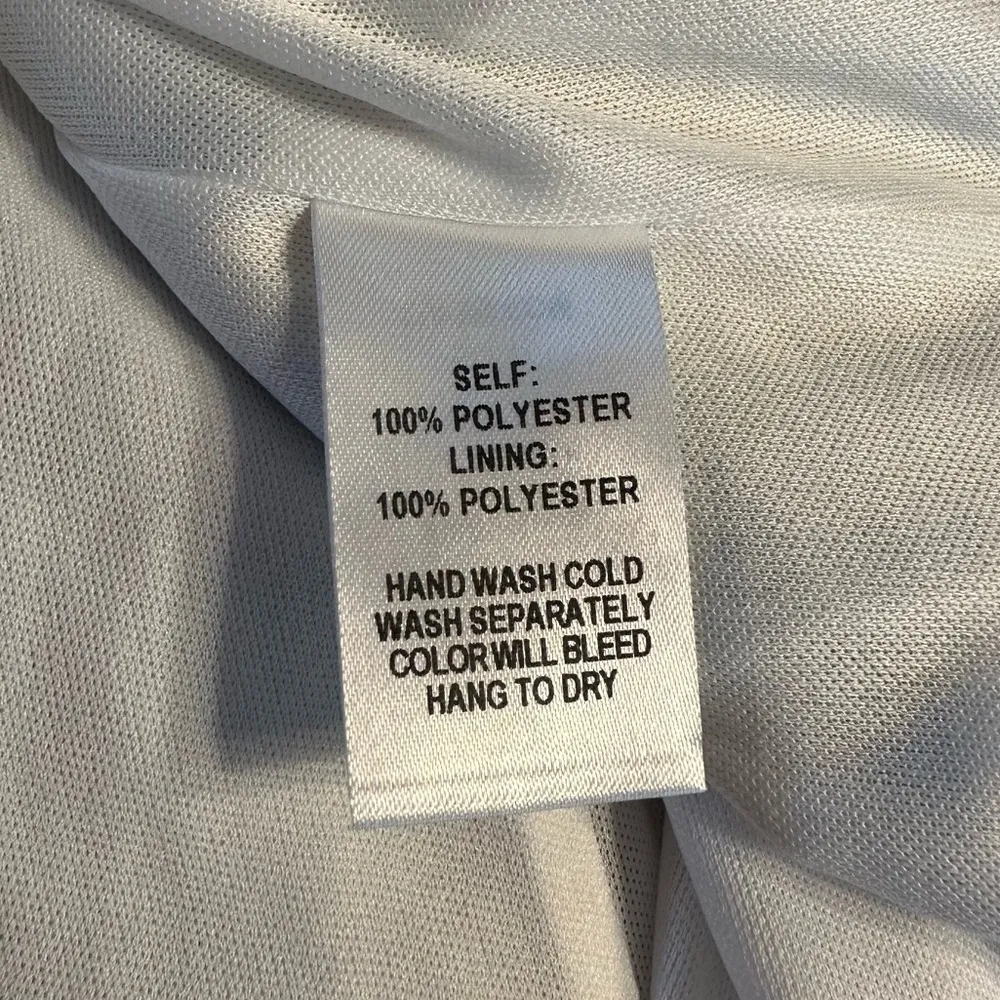 SELF:
100% POLYESTER
LINING:
100% POLYESTER
HAND WASH COLD
WASH SEPARATELY
COLOR WILL BLEED
HANG TO DRY